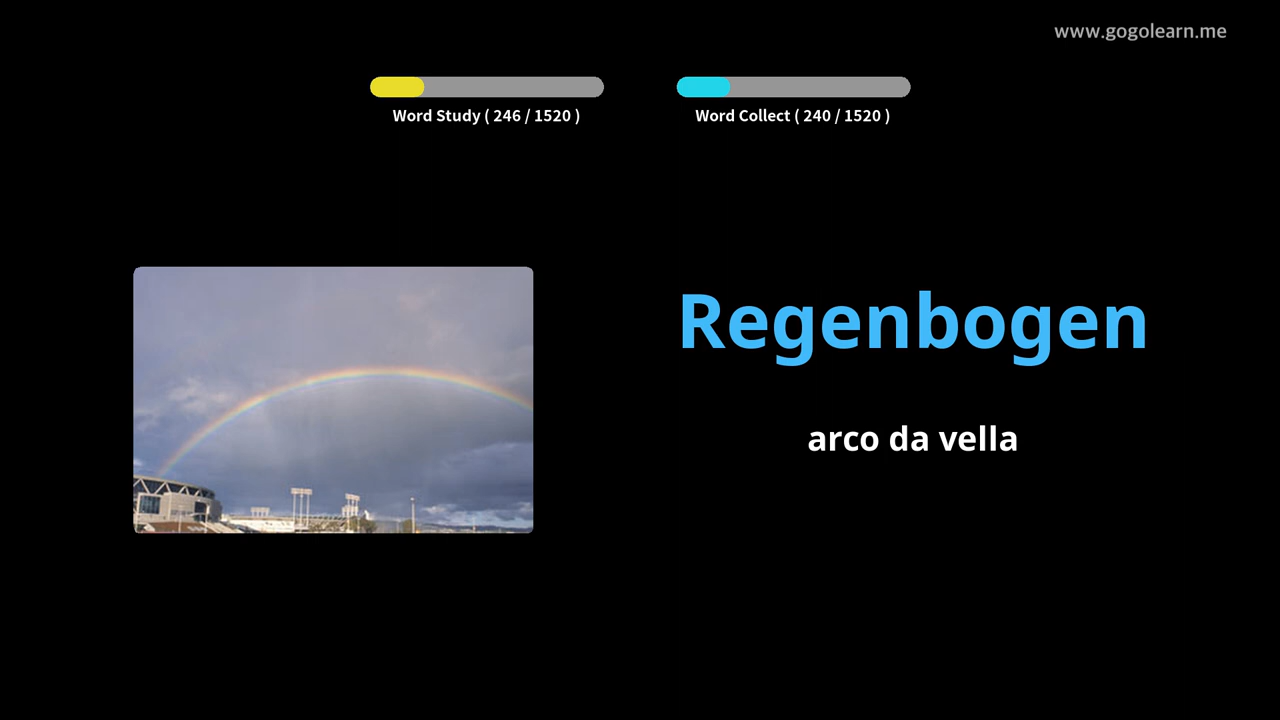 www.gogolearn.me
Word Study ( 246 / 1520 )
Word Collect ( 240 / 1520 )
Regenbogen
arco da vella